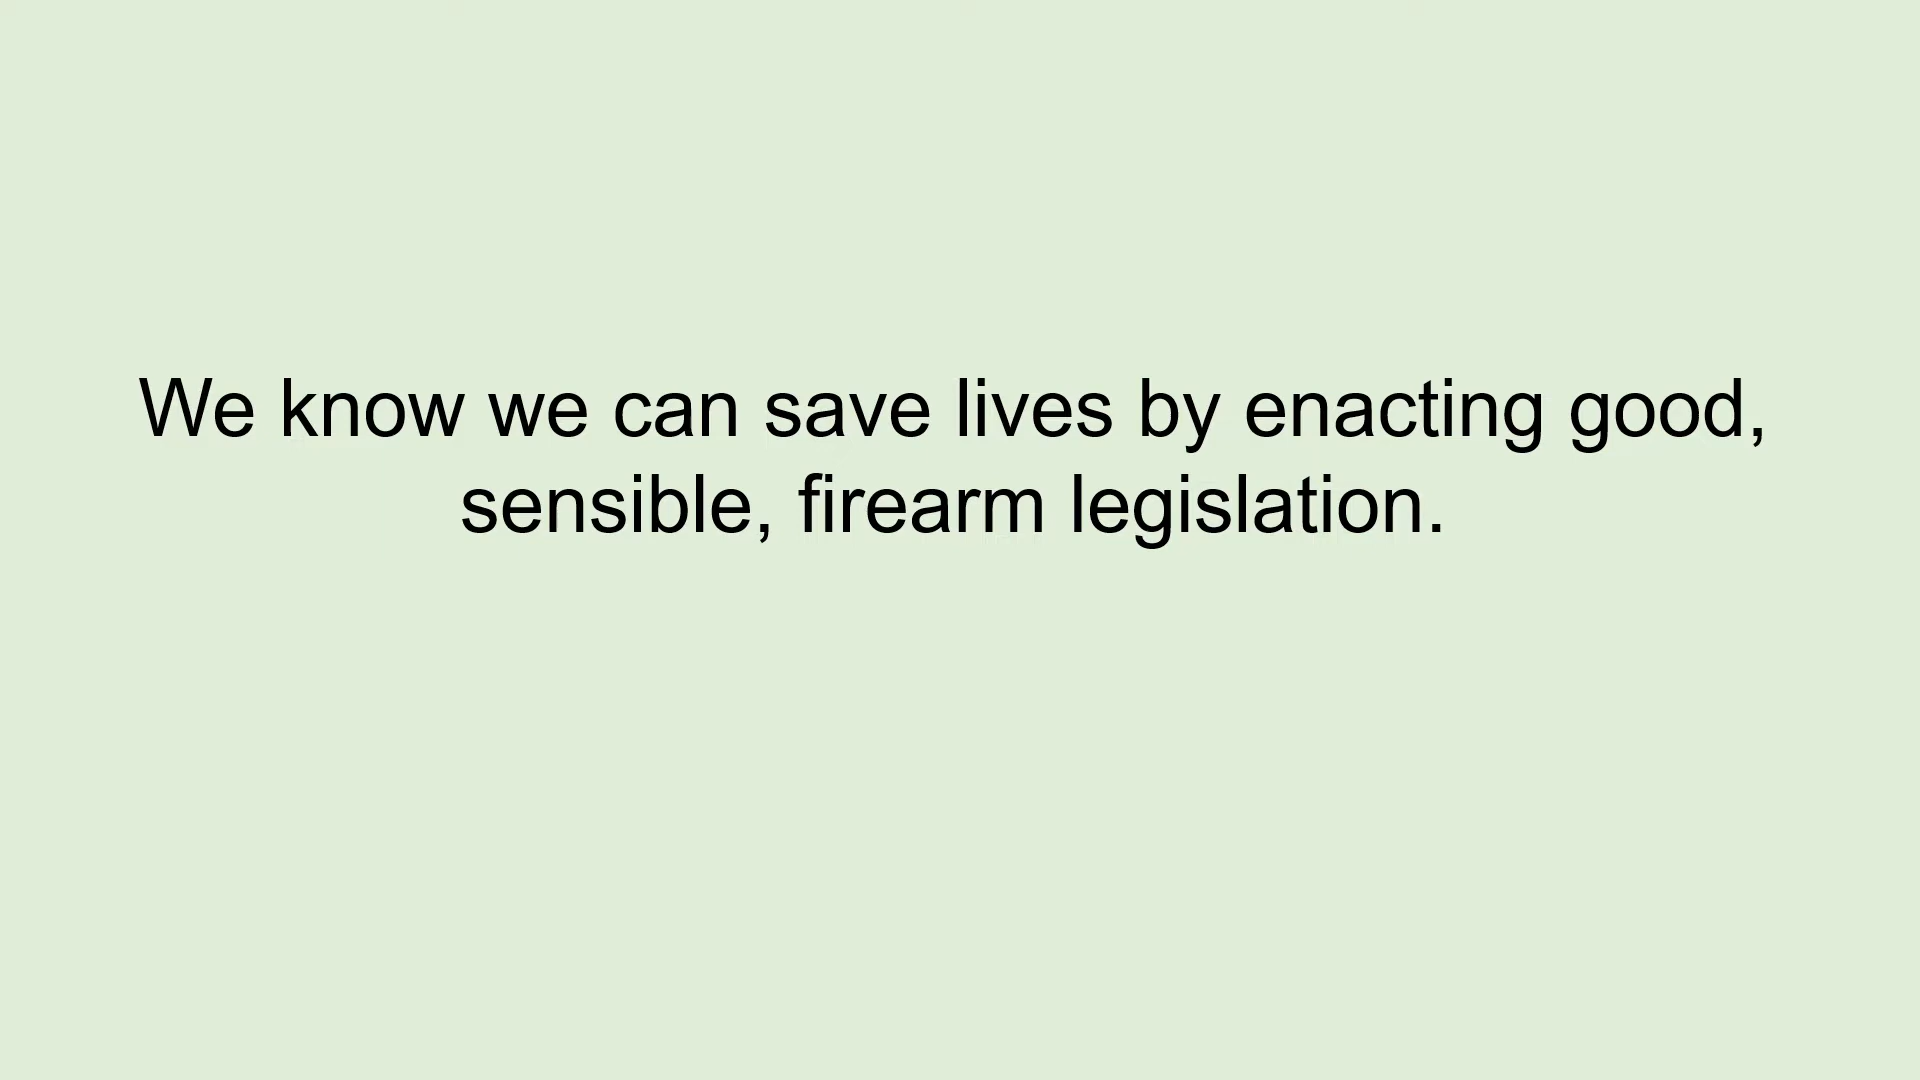 We know we can save lives by enacting good,
sensible, firearm legislation.